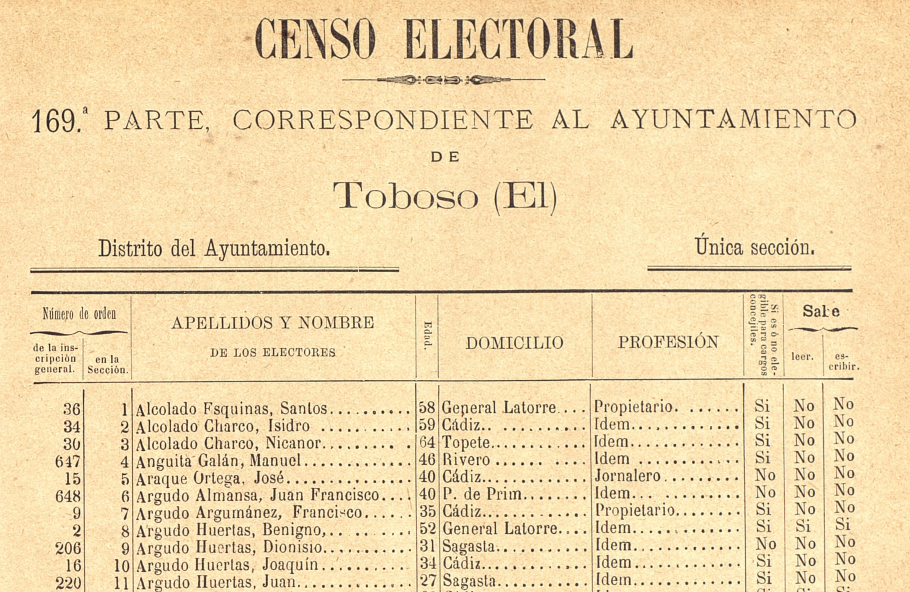 CENSO ELECTORAL
169.ª PARTE, CORRESPONDIENTE AL AYUNTAMIENTO
DE
Toboso (El)
Distrito del Ayuntamiento. Única sección.
Número de orden
de la ins-
cripción
general.
en la
Sección.
APELLIDOS Y NOMBRE
DE LOS ELECTORES
Edad.
DOMICILIO
PROFESIÓN
Si es ó no ele-
gible para cargos
concejiles.
Sabe
leer.
es-
cribir.
36 1 Alcolado Esquinas, Santos.......... 58 General Latorre.... Propietario. ....... Si No No
34 2 Alcolado Charco, Isidro .......... 59 Cádiz.............. Idem............. Si No No
30 3 Alcolado Charco, Nicanor.......... 64 Topete............. Idem............. Si No No
647 4 Anguita Galán, Manuel............ 46 Rivero ...... ..... Idem ............ Si No No
15 5 Araque Ortega, José.............. 40 Cádiz.............. Jornalero......... No No No
648 6 Argudo Almansa, Juan Francisco.... 40 P. de Prim......... Idem... ......... No No No
9 7 Argudo Argumánez, Francisco...... 35 Cádiz.............. Propietario........ Si No No
2 8 Argudo Huertas, Benigno,......... 52 General Latorre.... Idem............. Si Si Si
206 9 Argudo Huertas, Dionisio.......... 31 Sagasta............ Idem............. No No No
16 10 Argudo Huertas, Joaquín.......... 34 Cádiz.............. Idem............. Si No No
220 11 Argudo Huertas, Juan............. 27 Sagasta............ Idem............. Si No No